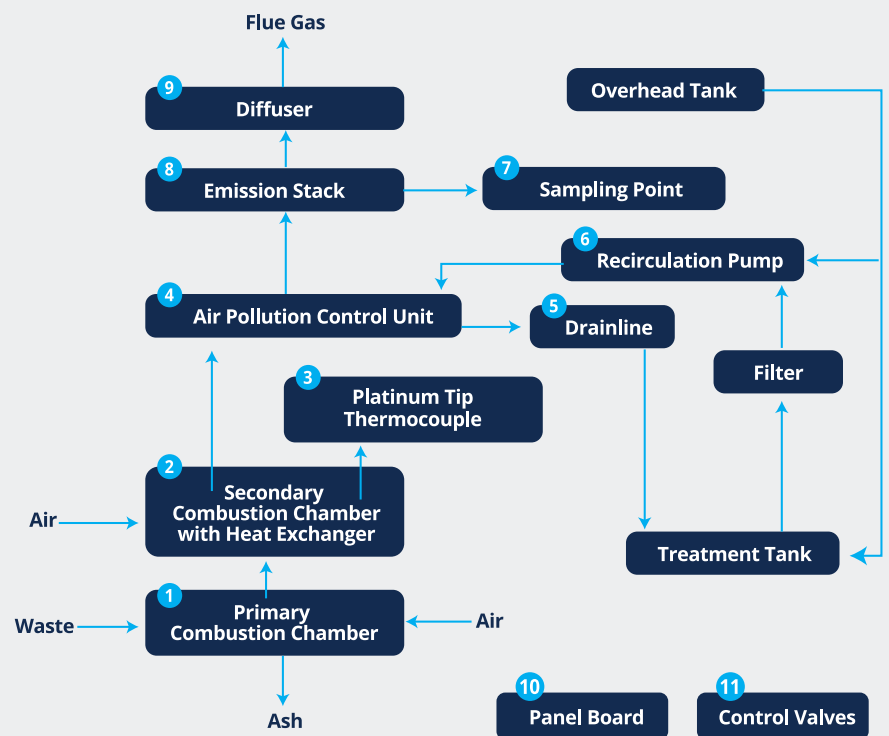 Flue Gas
9
Diffuser
Overhead Tank
8
Emission Stack
7
Sampling Point
6
Recirculation Pump
4
Air Pollution Control Unit
5
Drainline
Filter
3
Platinum Tip
Thermocouple
2
Secondary
Combustion Chamber
with Heat Exchanger
Air
Treatment Tank
1
Primary
Combustion Chamber
Waste
Air
Ash
10
Panel Board
11
Control Valves